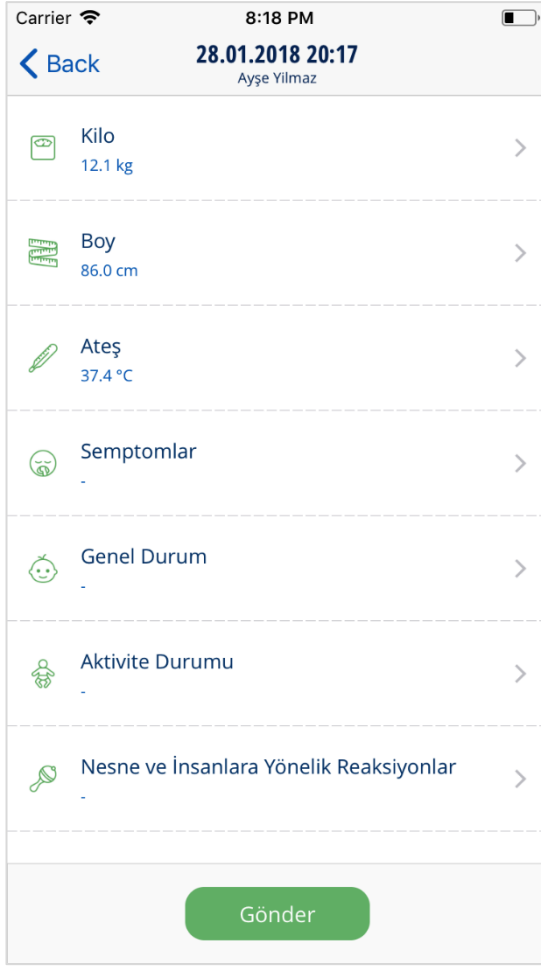 Carrier 8:18 PM
Back 28.01.2018 20:17
Ayşe Yilmaz
Kilo
12.1 kg
Boy
86.0 cm
Ateş
37.4 °C
Semptomlar
-
Genel Durum
-
Aktivite Durumu
-
Nesne ve İnsanlara Yönelik Reaksiyonlar
-
Gönder